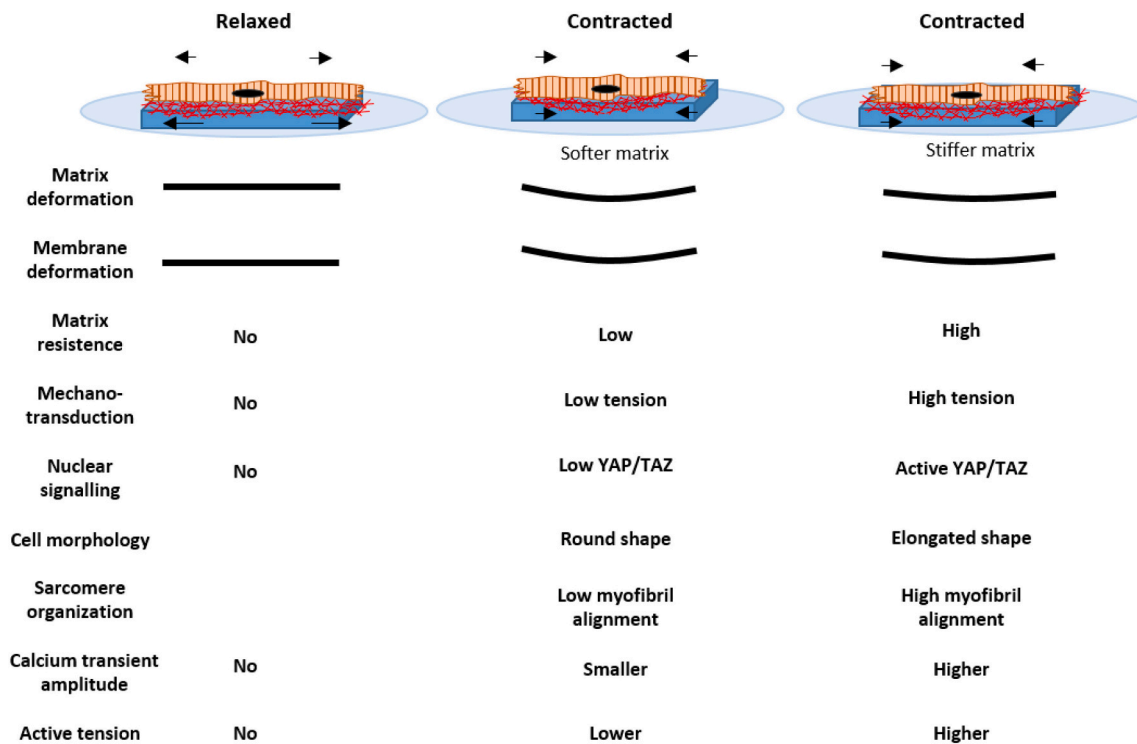 Relaxed Contracted Contracted
Softer matrix Stiffer matrix
Matrix
deformation
Membrane
deformation
Matrix
resistence No Low High
Mechano-
transduction No Low tension High tension
Nuclear
signalling No Low YAP/TAZ Active YAP/TAZ
Cell morphology Round shape Elongated shape
Sarcomere
organization
Low myofibril
alignment
High myofibril
alignment
Calcium transient
amplitude No Smaller Higher
Active tension No Lower Higher